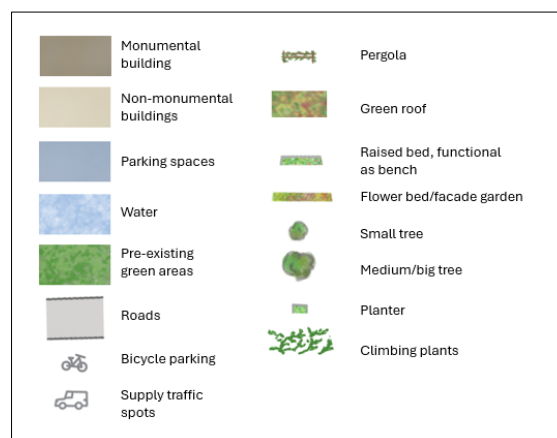 Monumental
building
Non-monumental
buildings
Parking spaces
Water
Pre-existing
green areas
Roads
Bicycle parking
Supply traffic
spots
Pergola
Green roof
Raised bed, functional
as bench
Flower bed/facade garden
Small tree
Medium/big tree
Planter
Climbing plants